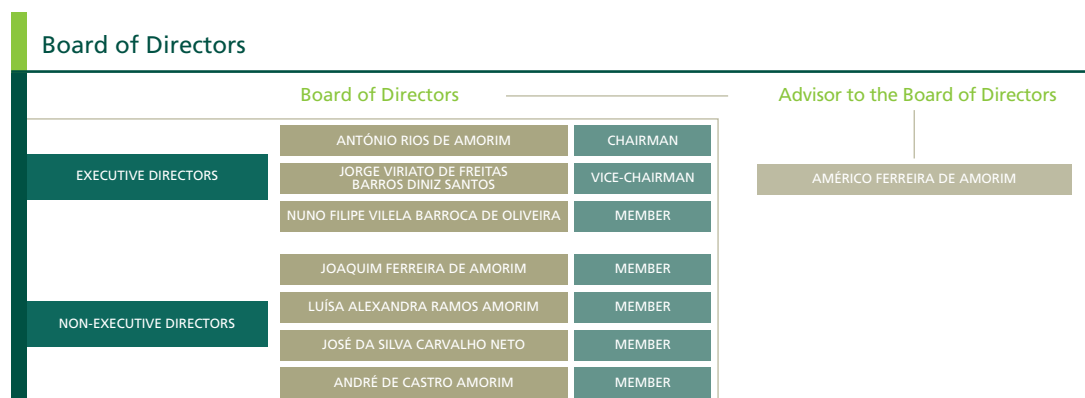 Board of Directors
Board of Directors
Advisor to the Board of Directors
EXECUTIVE DIRECTORS
ANTÓNIO RIOS DE AMORIM
CHAIRMAN
JORGE VIRIATO DE FREITAS
BARROS DINIZ SANTOS
VICE-CHAIRMAN
NUNO FILIPE VILELA BARROCA DE OLIVEIRA
MEMBER
AMÉRICO FERREIRA DE AMORIM
NON-EXECUTIVE DIRECTORS
JOAQUIM FERREIRA DE AMORIM
MEMBER
LUÍSA ALEXANDRA RAMOS AMORIM
MEMBER
JOSÉ DA SILVA CARVALHO NETO
MEMBER
ANDRÉ DE CASTRO AMORIM
MEMBER